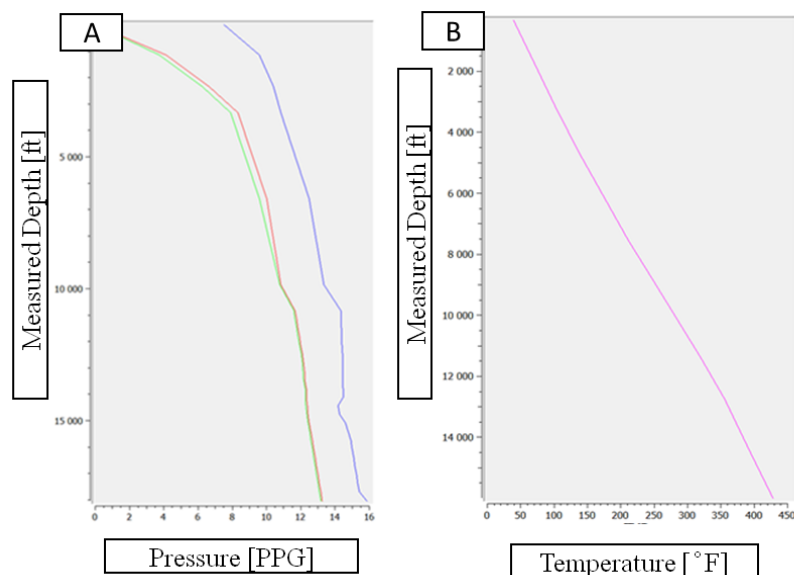 A
Measured Depth [ft]
5 000
10 000
15 000
0 2 4 6 8 10 12 14 16
Pressure [PPG]
B
Measured Depth [ft]
2 000
4 000
6 000
8 000
10 000
12 000
14 000
0 50 100 150 200 250 300 350 400 450
Temperature [°F]